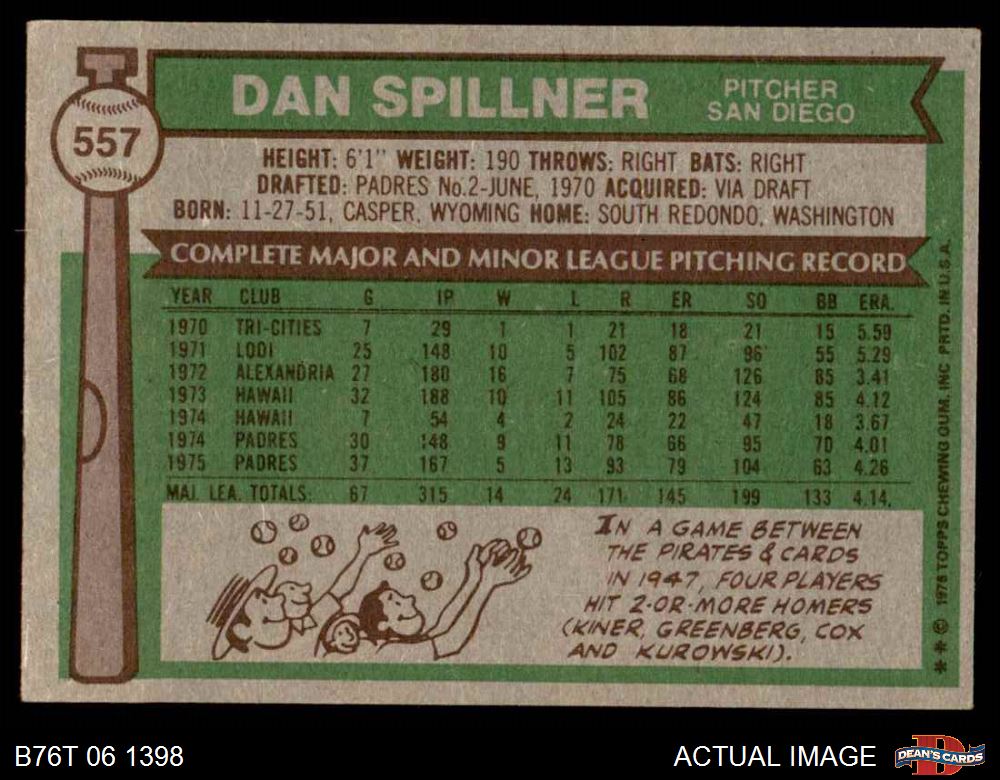 557
DAN SPILLNER
PITCHER
SAN DIEGO
HEIGHT: 6'1" WEIGHT: 190 THROWS: RIGHT BATS: RIGHT
DRAFTED: PADRES No.2-JUNE, 1970 ACQUIRED: VIA DRAFT
BORN: 11-27-51, CASPER, WYOMING HOME: SOUTH REDONDO, WASHINGTON
COMPLETE MAJOR AND MINOR LEAGUE PITCHING RECORD
YEAR CLUB G IP W L R ER SO BB ERA.
1970 TRI-CITIES 7 29 1 1 21 18 21 15 5.59
1971 LODI 25 148 10 5 102 87 96 55 5.29
1972 ALEXANDRIA 27 180 16 7 75 68 126 85 3.41
1973 HAWAII 32 188 10 11 105 86 124 85 4.12
1974 HAWAII 7 54 4 2 24 22 47 18 3.67
1974 PADRES 30 148 9 11 78 66 95 70 4.01
1975 PADRES 37 167 5 13 93 79 104 63 4.26
MAJ. LEA. TOTALS: 67 315 14 24 171 145 199 133 4.14.
IN A GAME BETWEEN
THE PIRATES & CARDS
IN 1947, FOUR PLAYERS
HIT 2-OR-MORE HOMERS
(KINER, GREENBERG, COX
AND KUROWSKI).
**© 1976 TOPPS CHEWING GUM, INC PRTD. IN U.S.A.
B76T 06 1398
ACTUAL IMAGE
DEAN'S CARDS